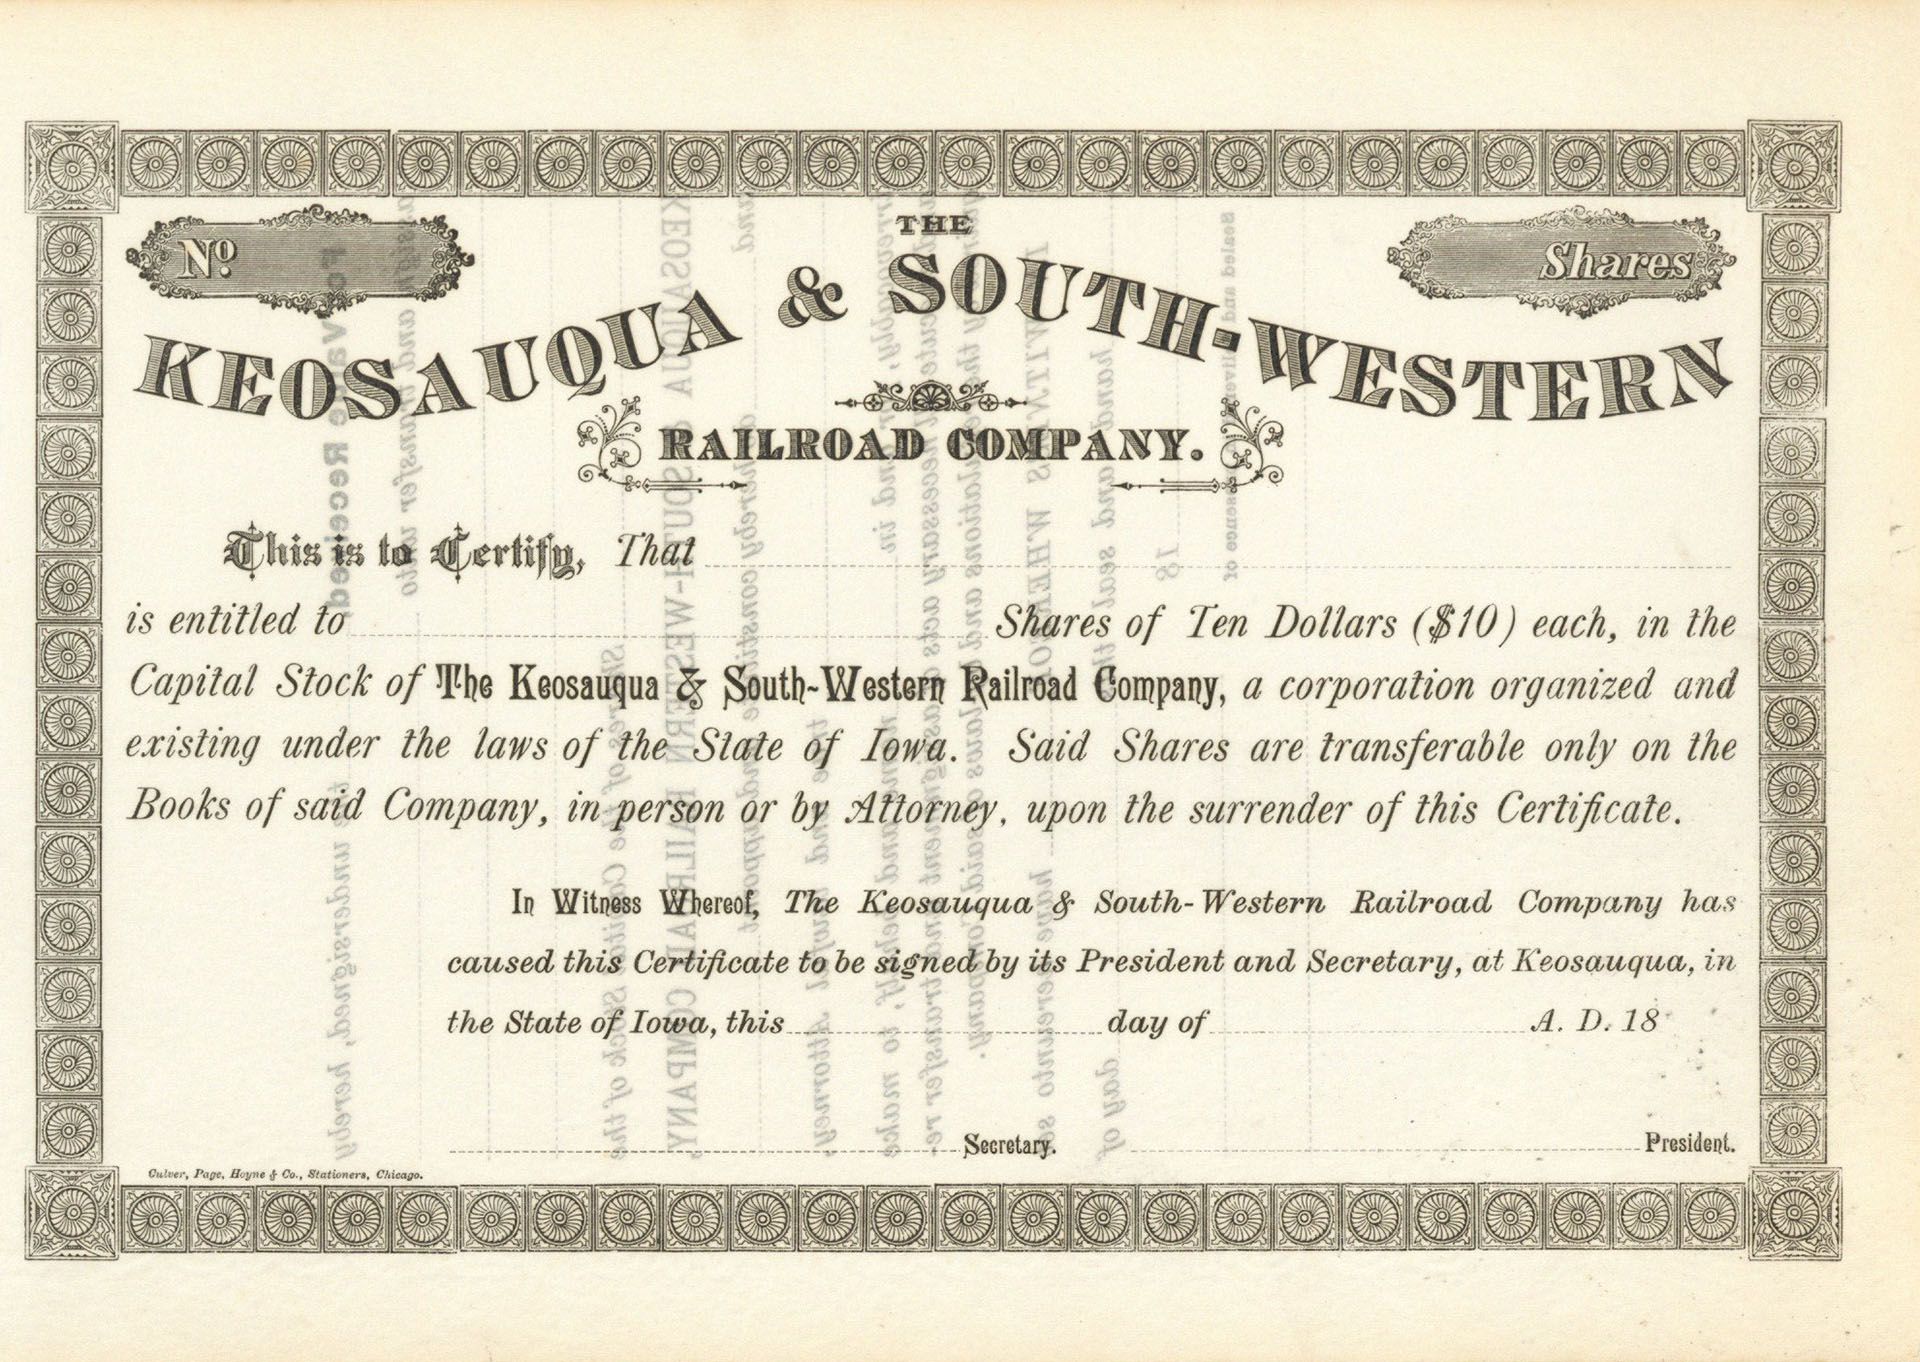 No
THE
Shares
KEOSAUQUA & SOUTH-WESTERN
RAILROAD COMPANY.
This is to Certify, That
is entitled to Shares of Ten Dollars ($10) each, in the
Capital Stock of The Keosauqua & South-Western Railroad Company, a corporation organized and
existing under the laws of the State of Iowa. Said Shares are transferable only on the
Books of said Company, in person or by Attorney, upon the surrender of this Certificate.
In Witness Whereof, The Keosauqua & South-Western Railroad Company has
caused this Certificate to be signed by its President and Secretary, at Keosauqua, in
the State of Iowa, this day of A. D. 18
Secretary. President.
Culver, Page, Hoyne & Co., Stationers, Chicago.